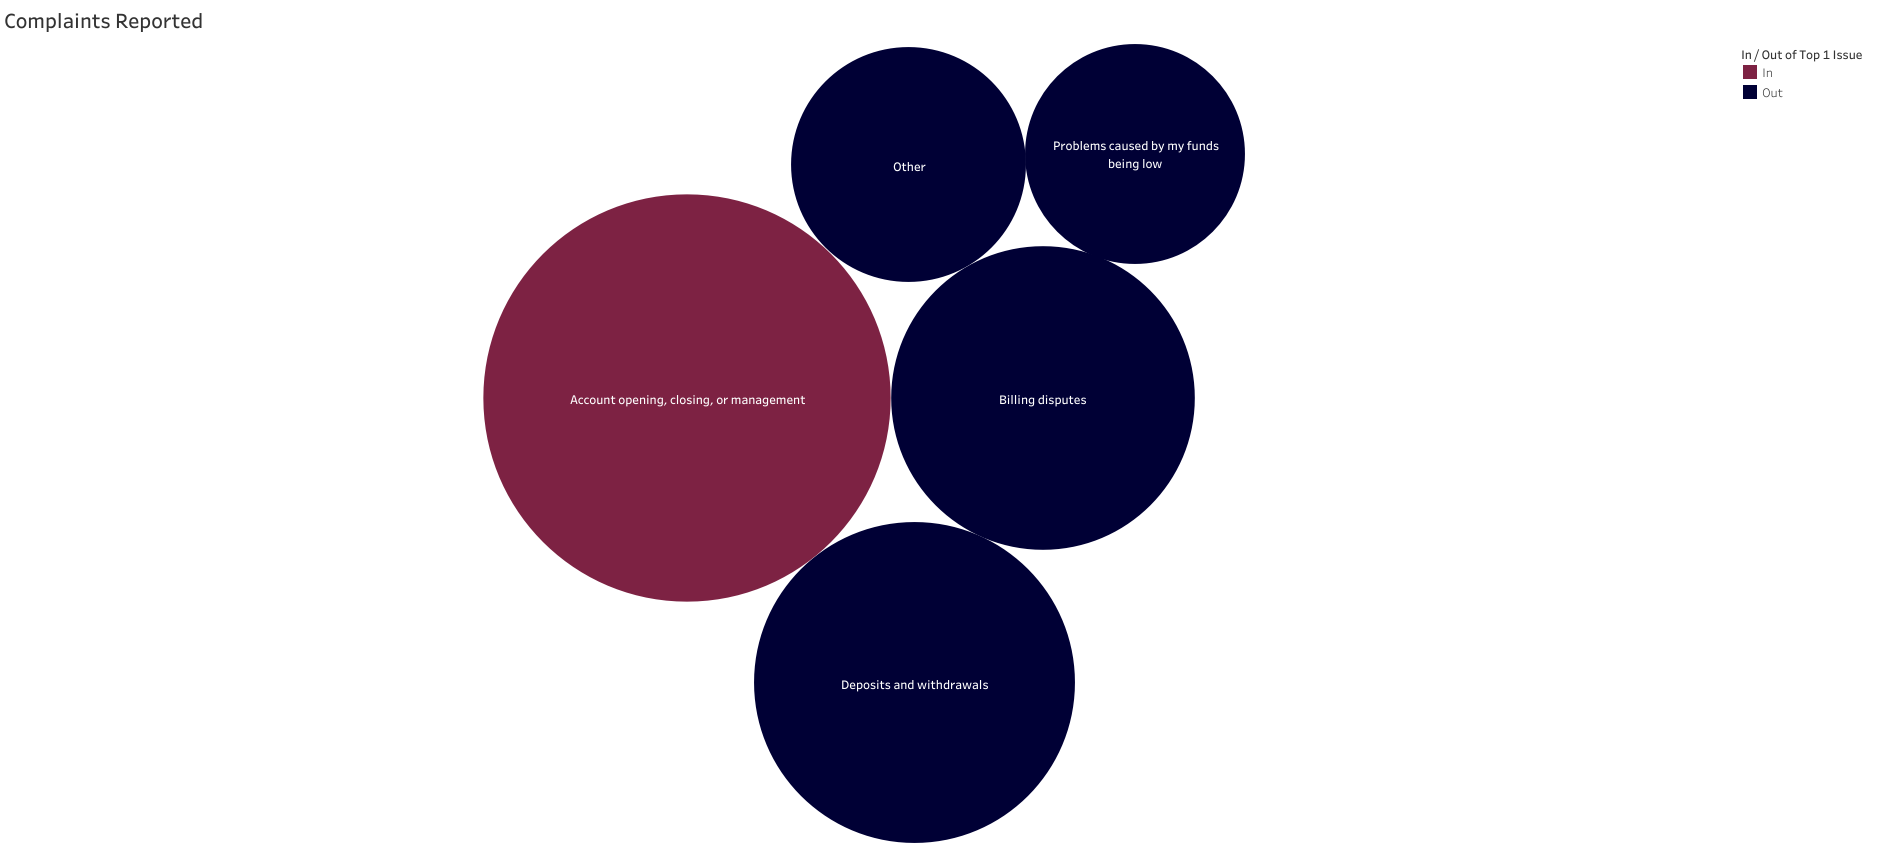 Complaints Reported
In / Out of Top 1 Issue
In
Out
Other
Problems caused by my funds
being low
Account opening, closing, or management
Billing disputes
Deposits and withdrawals